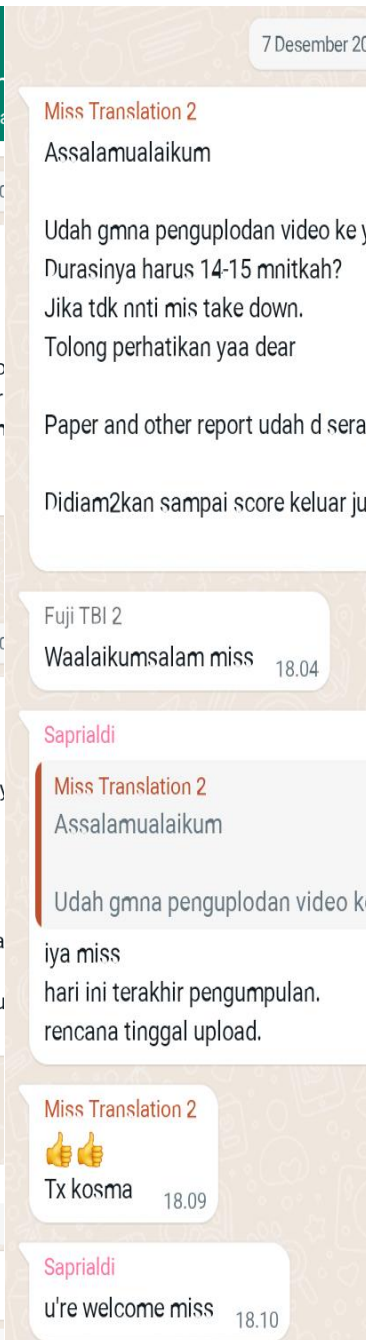 7 Desember 20
Miss Translation 2
Assalamualaikum
Udah gmna penguplodan video ke
Durasinya harus 14-15 mnitkah?
Jika tdk nnti mis take down.
Tolong perhatikan yaa dear
Paper and other report udah d sera
Didiam2kan sampai score keluar ju
Fuji TBI 2
Waalaikumsalam miss 18.04
Saprialdi
Miss Translation 2
Assalamualaikum
Udah gmna penguplodan video k
iya miss
hari ini terakhir pengumpulan.
rencana tinggal upload.
Miss Translation 2
👍👍
Tx kosma 18.09
Saprialdi
u're welcome miss 18.10